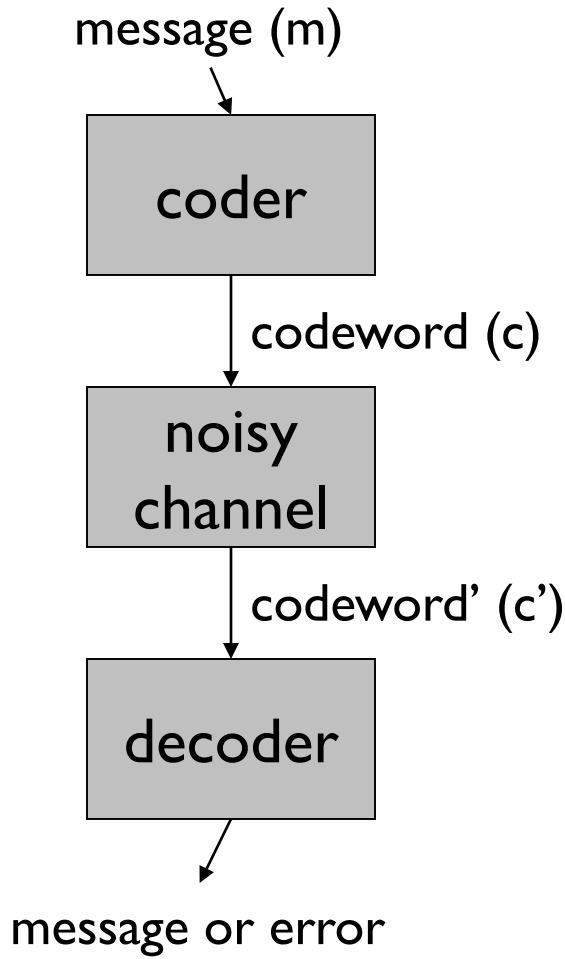 message (m)
coder
codeword (c)
noisy
channel
codeword’ (c’)
decoder
message or error